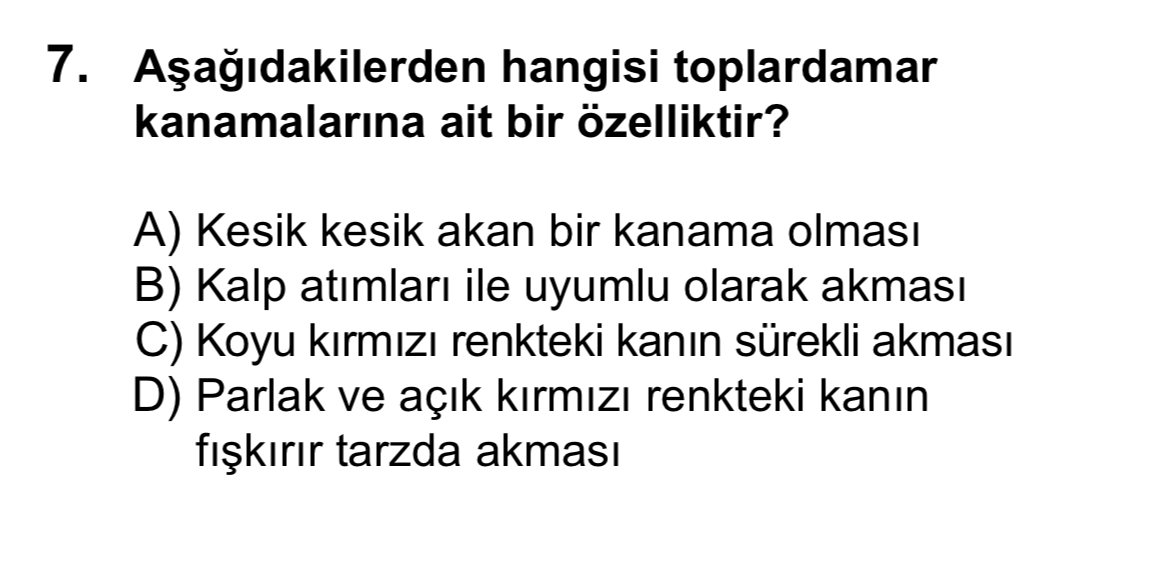 7. Aşağıdakilerden hangisi toplardamar
kanamalarına ait bir özelliktir?
A) Kesik kesik akan bir kanama olması
B) Kalp atımları ile uyumlu olarak akması
C) Koyu kırmızı renkteki kanın sürekli akması
D) Parlak ve açık kırmızı renkteki kanın
fışkırır tarzda akması